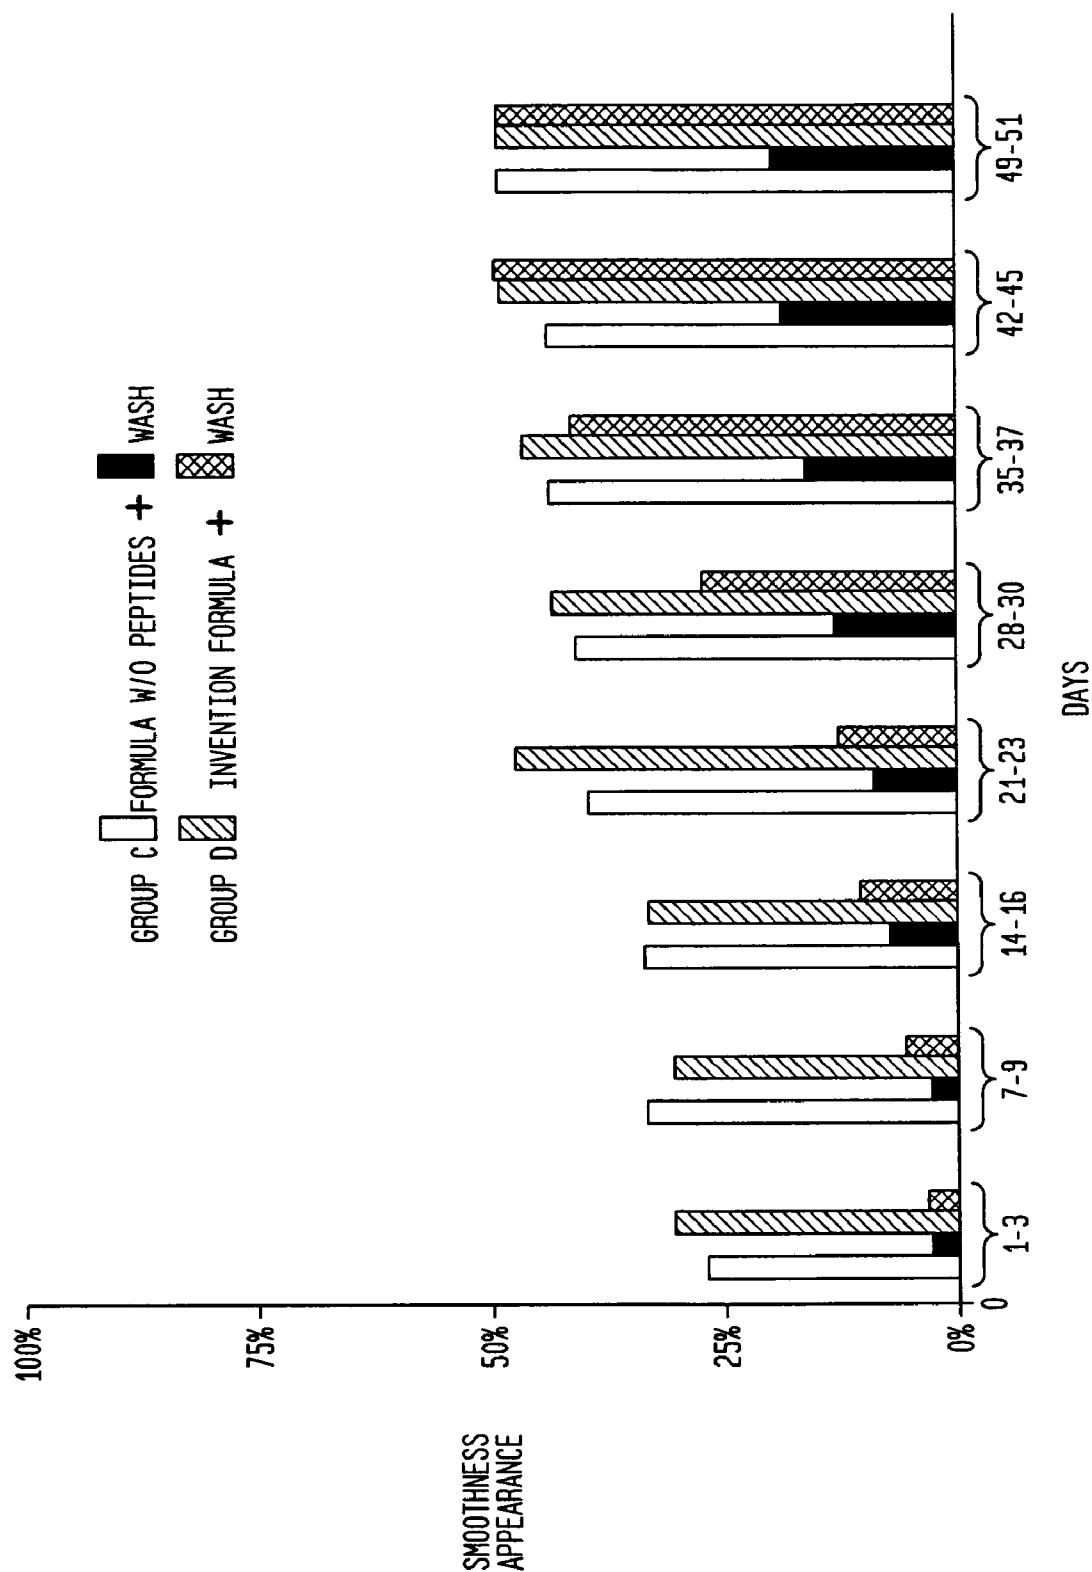 GROUP C FORMULA W/O PEPTIDES + WASH
GROUP D INVENTION FORMULA + WASH
SMOOTHNESS
APPEARANCE
100%
75%
50%
25%
0%
0
1-3
7-9
14-16
21-23
28-30
35-37
42-45
49-51
DAYS